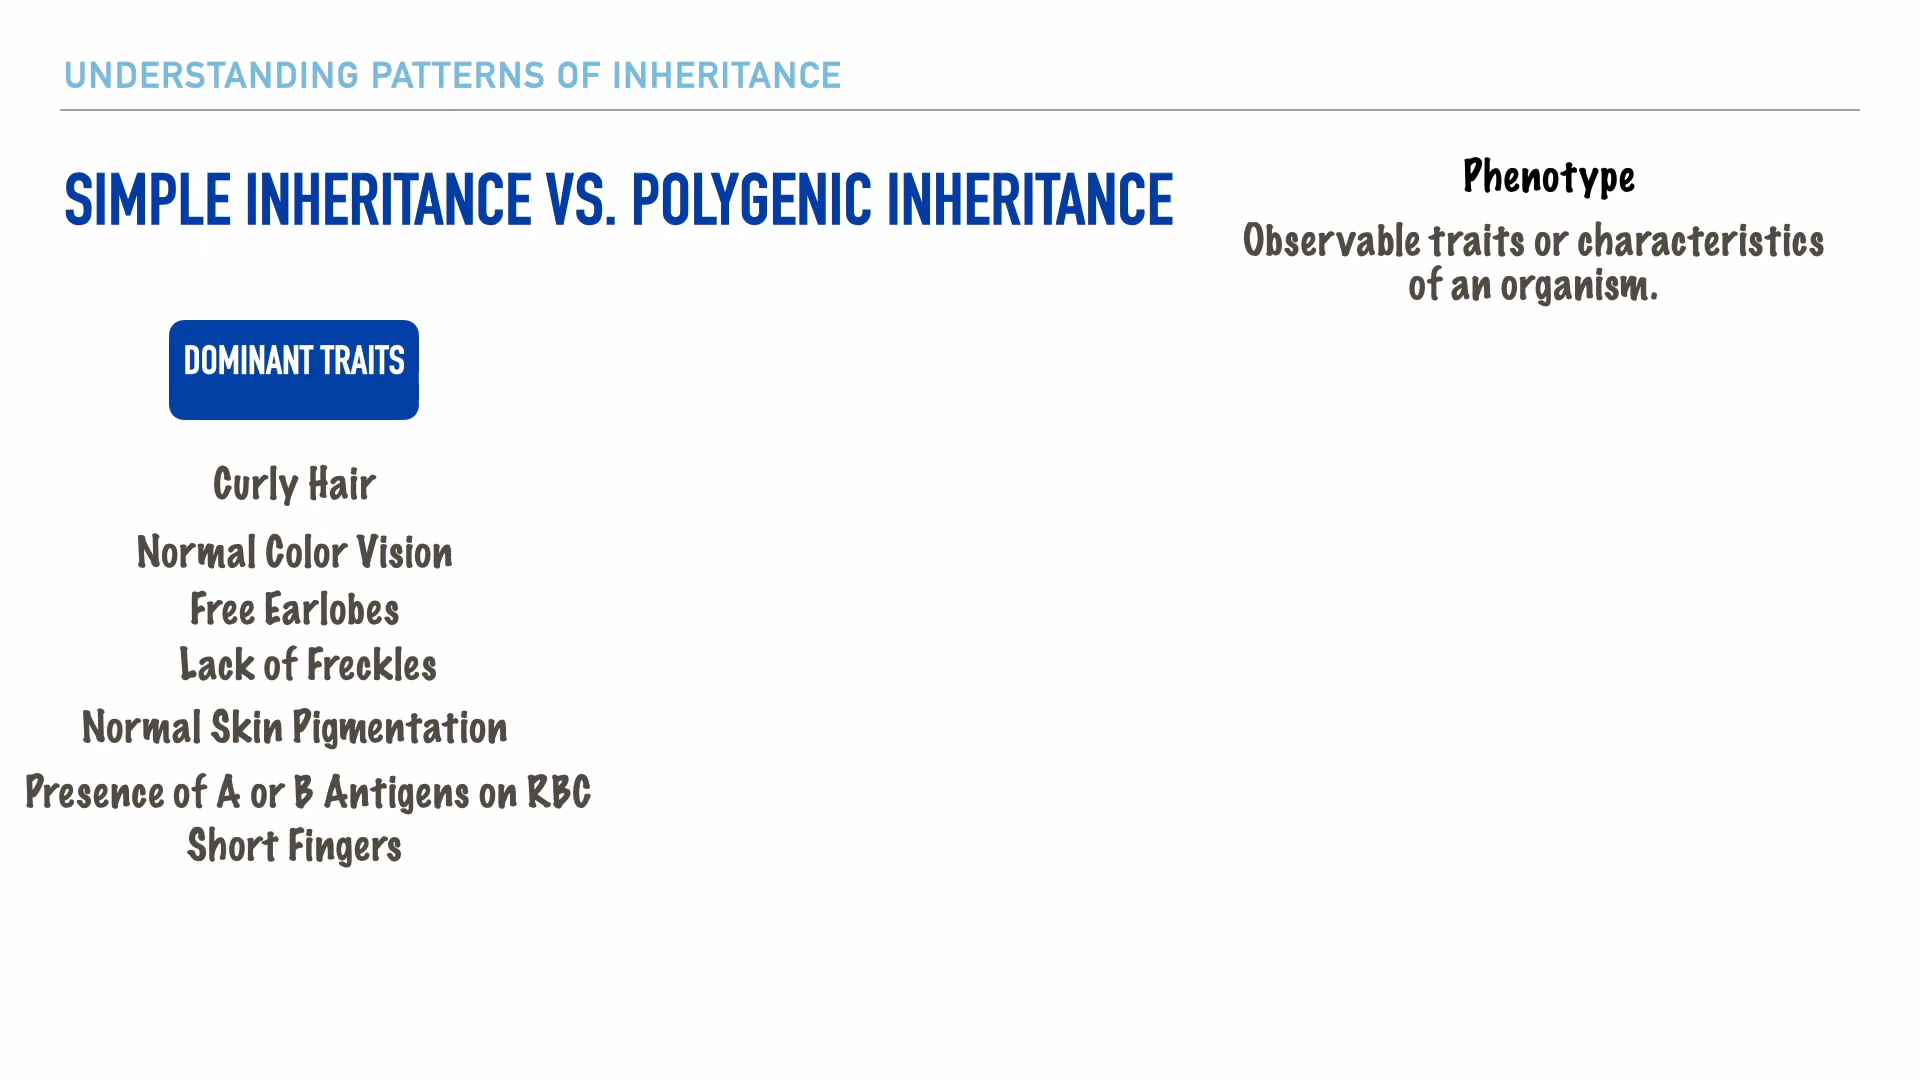 UNDERSTANDING PATTERNS OF INHERITANCE
SIMPLE INHERITANCE VS. POLYGENIC INHERITANCE
Phenotype
Observable traits or characteristics
of an organism.
DOMINANT TRAITS
Curly Hair
Normal Color Vision
Free Earlobes
Lack of Freckles
Normal Skin Pigmentation
Presence of A or B Antigens on RBC
Short Fingers